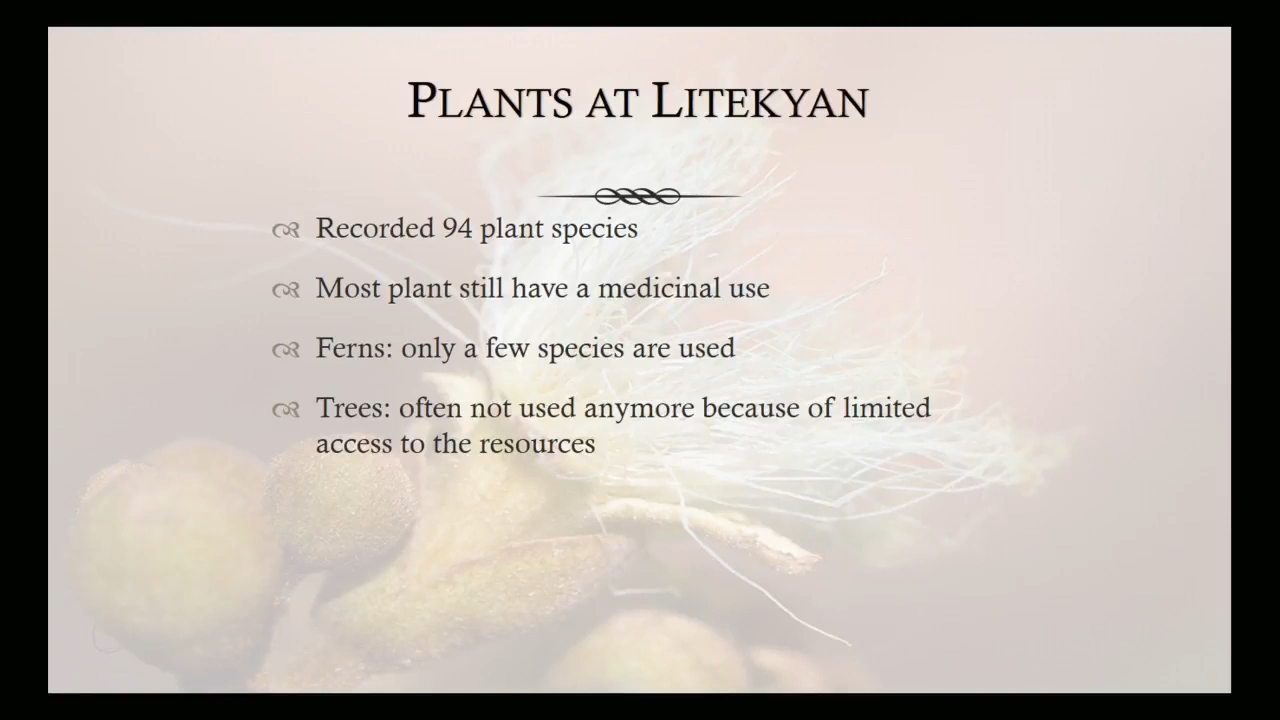 Plants at Litekyan
Recorded 94 plant species
Most plant still have a medicinal use
Ferns: only a few species are used
Trees: often not used anymore because of limited
access to the resources